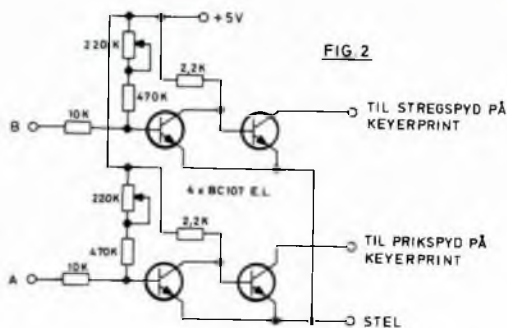 +5V
220K
FIG. 2
2,2K
470K
TIL STREGSPYD PÅ
KEYERPRINT
B
10K
4 x BC107 E.L.
220K
2,2K
TIL PRIKSPYD PÅ
KEYERPRINT
470K
A
10K
STEL